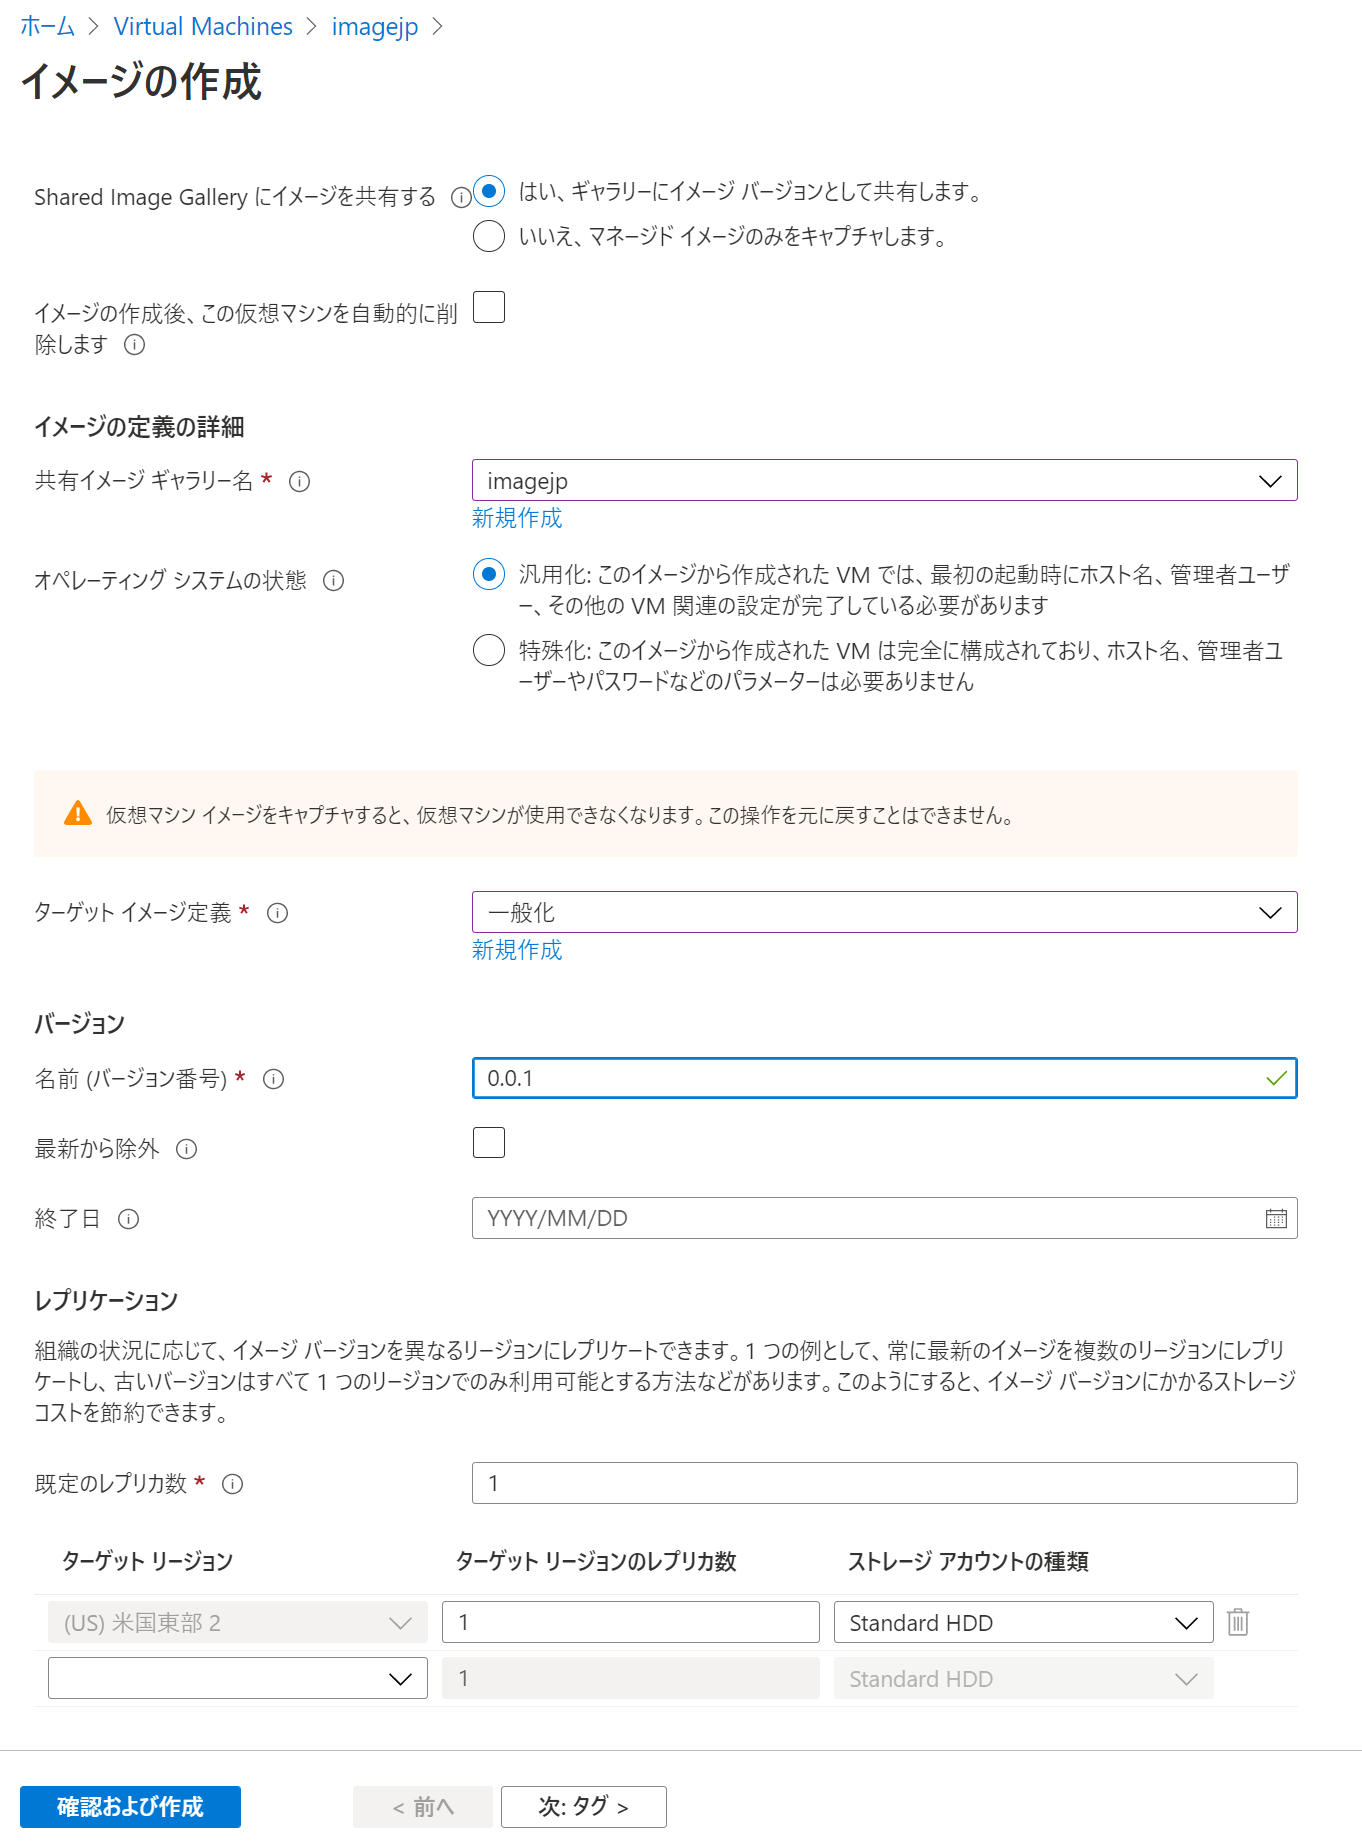 ホーム > Virtual Machines > imagejp >
イメージの作成
Shared Image Gallery にイメージを共有する
はい、ギャラリーにイメージ バージョンとして共有します。
いいえ、マネージド イメージのみをキャプチャします。
イメージの作成後、この仮想マシンを自動的に削
除します
イメージの定義の詳細
共有イメージ ギャラリー名 *
imagejp
新規作成
オペレーティング システムの状態
汎用化: このイメージから作成された VM では、最初の起動時にホスト名、管理者ユーザ
ー、その他の VM 関連の設定が完了している必要があります
特殊化: このイメージから作成された VM は完全に構成されており、ホスト名、管理者ユ
ーザーやパスワードなどのパラメーターは必要ありません
仮想マシン イメージをキャプチャすると、仮想マシンが使用できなくなります。この操作を元に戻すことはできません。
ターゲット イメージ定義 *
一般化
新規作成
バージョン
名前 (バージョン番号) *
0.0.1
最新から除外
終了日
YYYY/MM/DD
レプリケーション
組織の状況に応じて、イメージ バージョンを異なるリージョンにレプリケートできます。1 つの例として、常に最新のイメージを複数のリージョンにレプリ
ケートし、古いバージョンはすべて 1 つのリージョンでのみ利用可能とする方法などがあります。このようにすると、イメージ バージョンにかかるストレージ
コストを節約できます。
既定のレプリカ数 *
1
ターゲット リージョン ターゲット リージョンのレプリカ数 ストレージ アカウントの種類
(US) 米国東部 2 1 Standard HDD
1 Standard HDD
確認および作成 < 前へ 次: タグ >